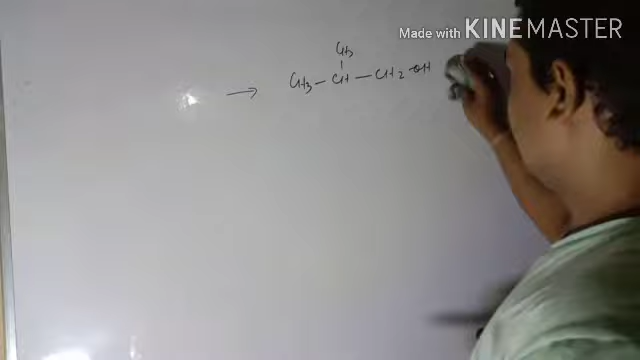 Made with KINEMASTER
CH3
|
→ CH3 — CH — CH2 OH